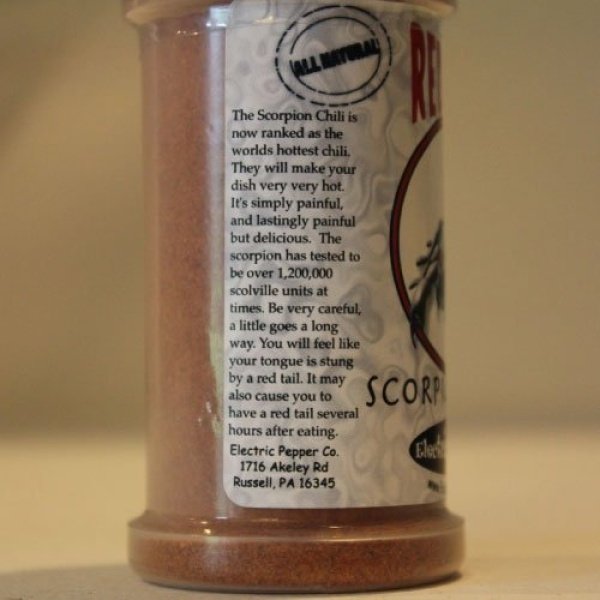 ALL NATURAL
The Scorpion Chili is
now ranked as the
worlds hottest chili.
They will make your
dish very very hot.
It's simply painful,
and lastingly painful
but delicious. The
scorpion has tested to
be over 1,200,000
scolville units at
times. Be very careful,
a little goes a long
way. You will feel like
your tongue is stung
by a red tail. It may
also cause you to
have a red tail several
hours after eating.
Electric Pepper Co.
1716 Akeley Rd
Russell, PA 16345
RE
SCORP
Elect